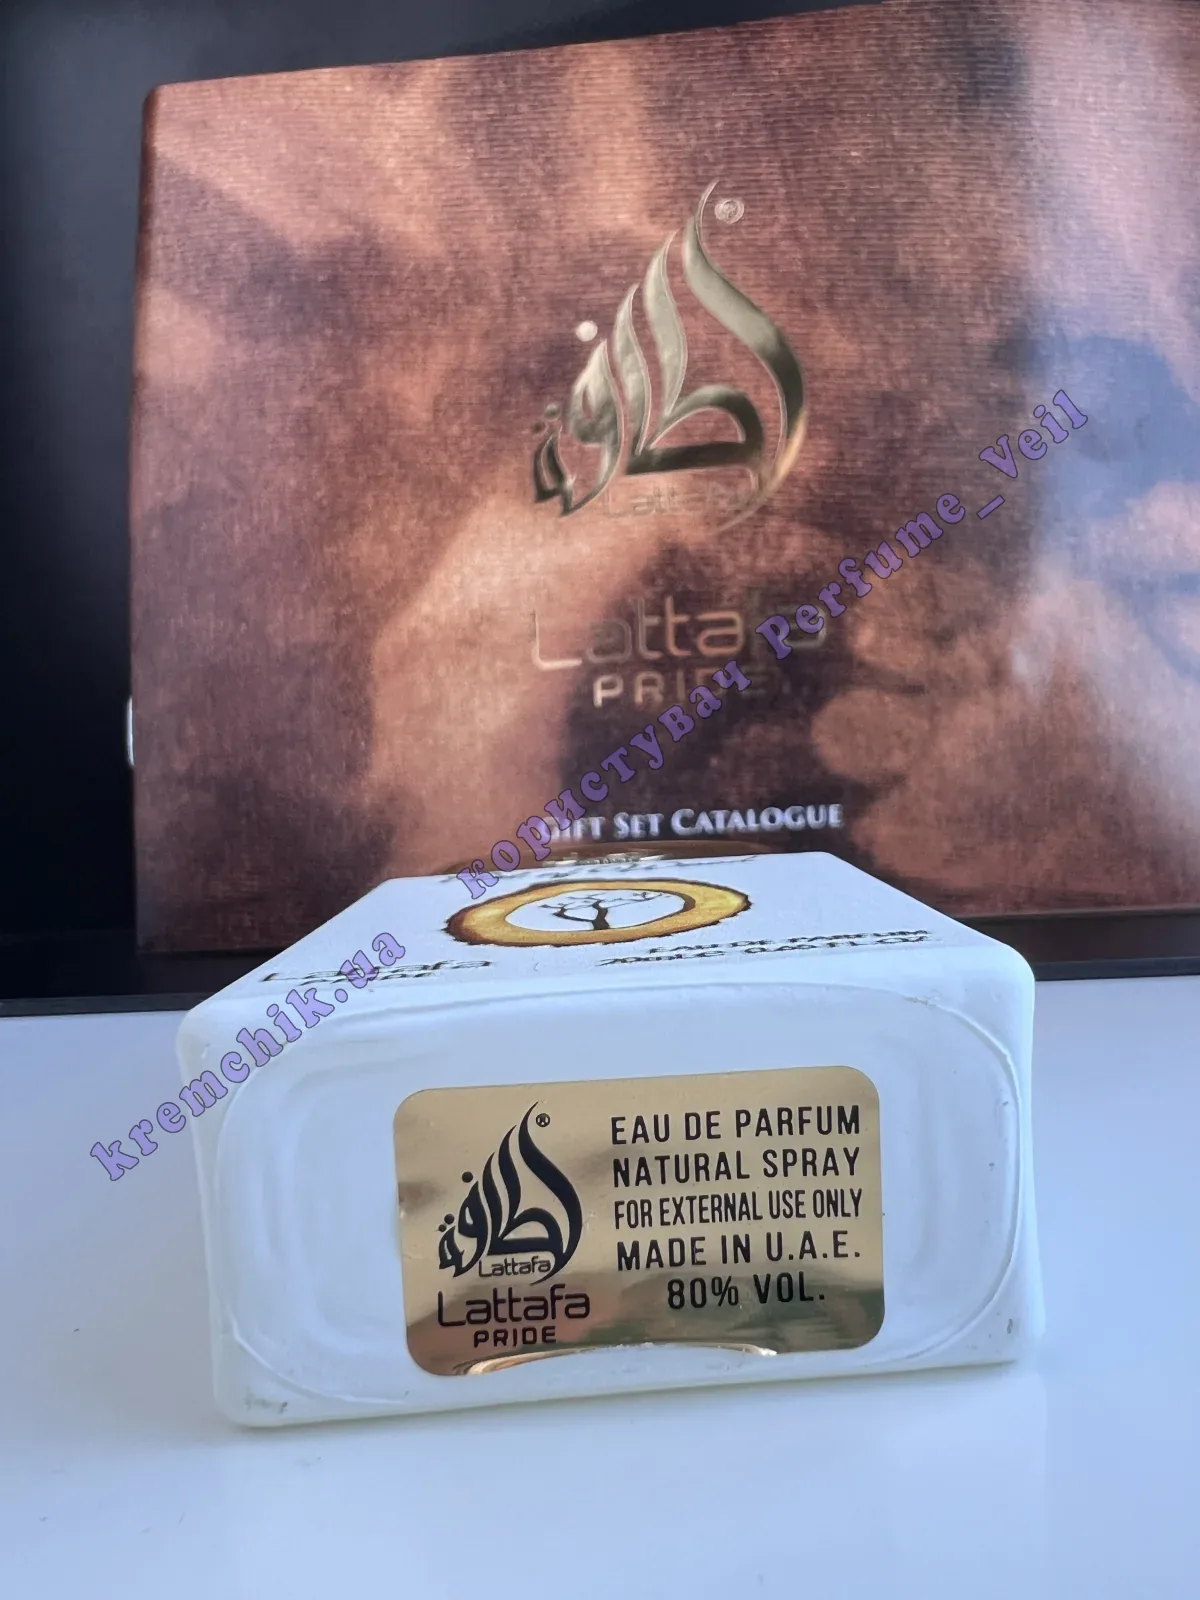 لطافة
Lattafa
Lattafa
PRIDE
GIFT SET CATALOGUE
Lattafa
EAU DE PARFUM
لطافة
Lattafa
Lattafa
PRIDE
EAU DE PARFUM
NATURAL SPRAY
FOR EXTERNAL USE ONLY
MADE IN U.A.E.
80% VOL.
kremchik.ua користувач Perfume_Veil